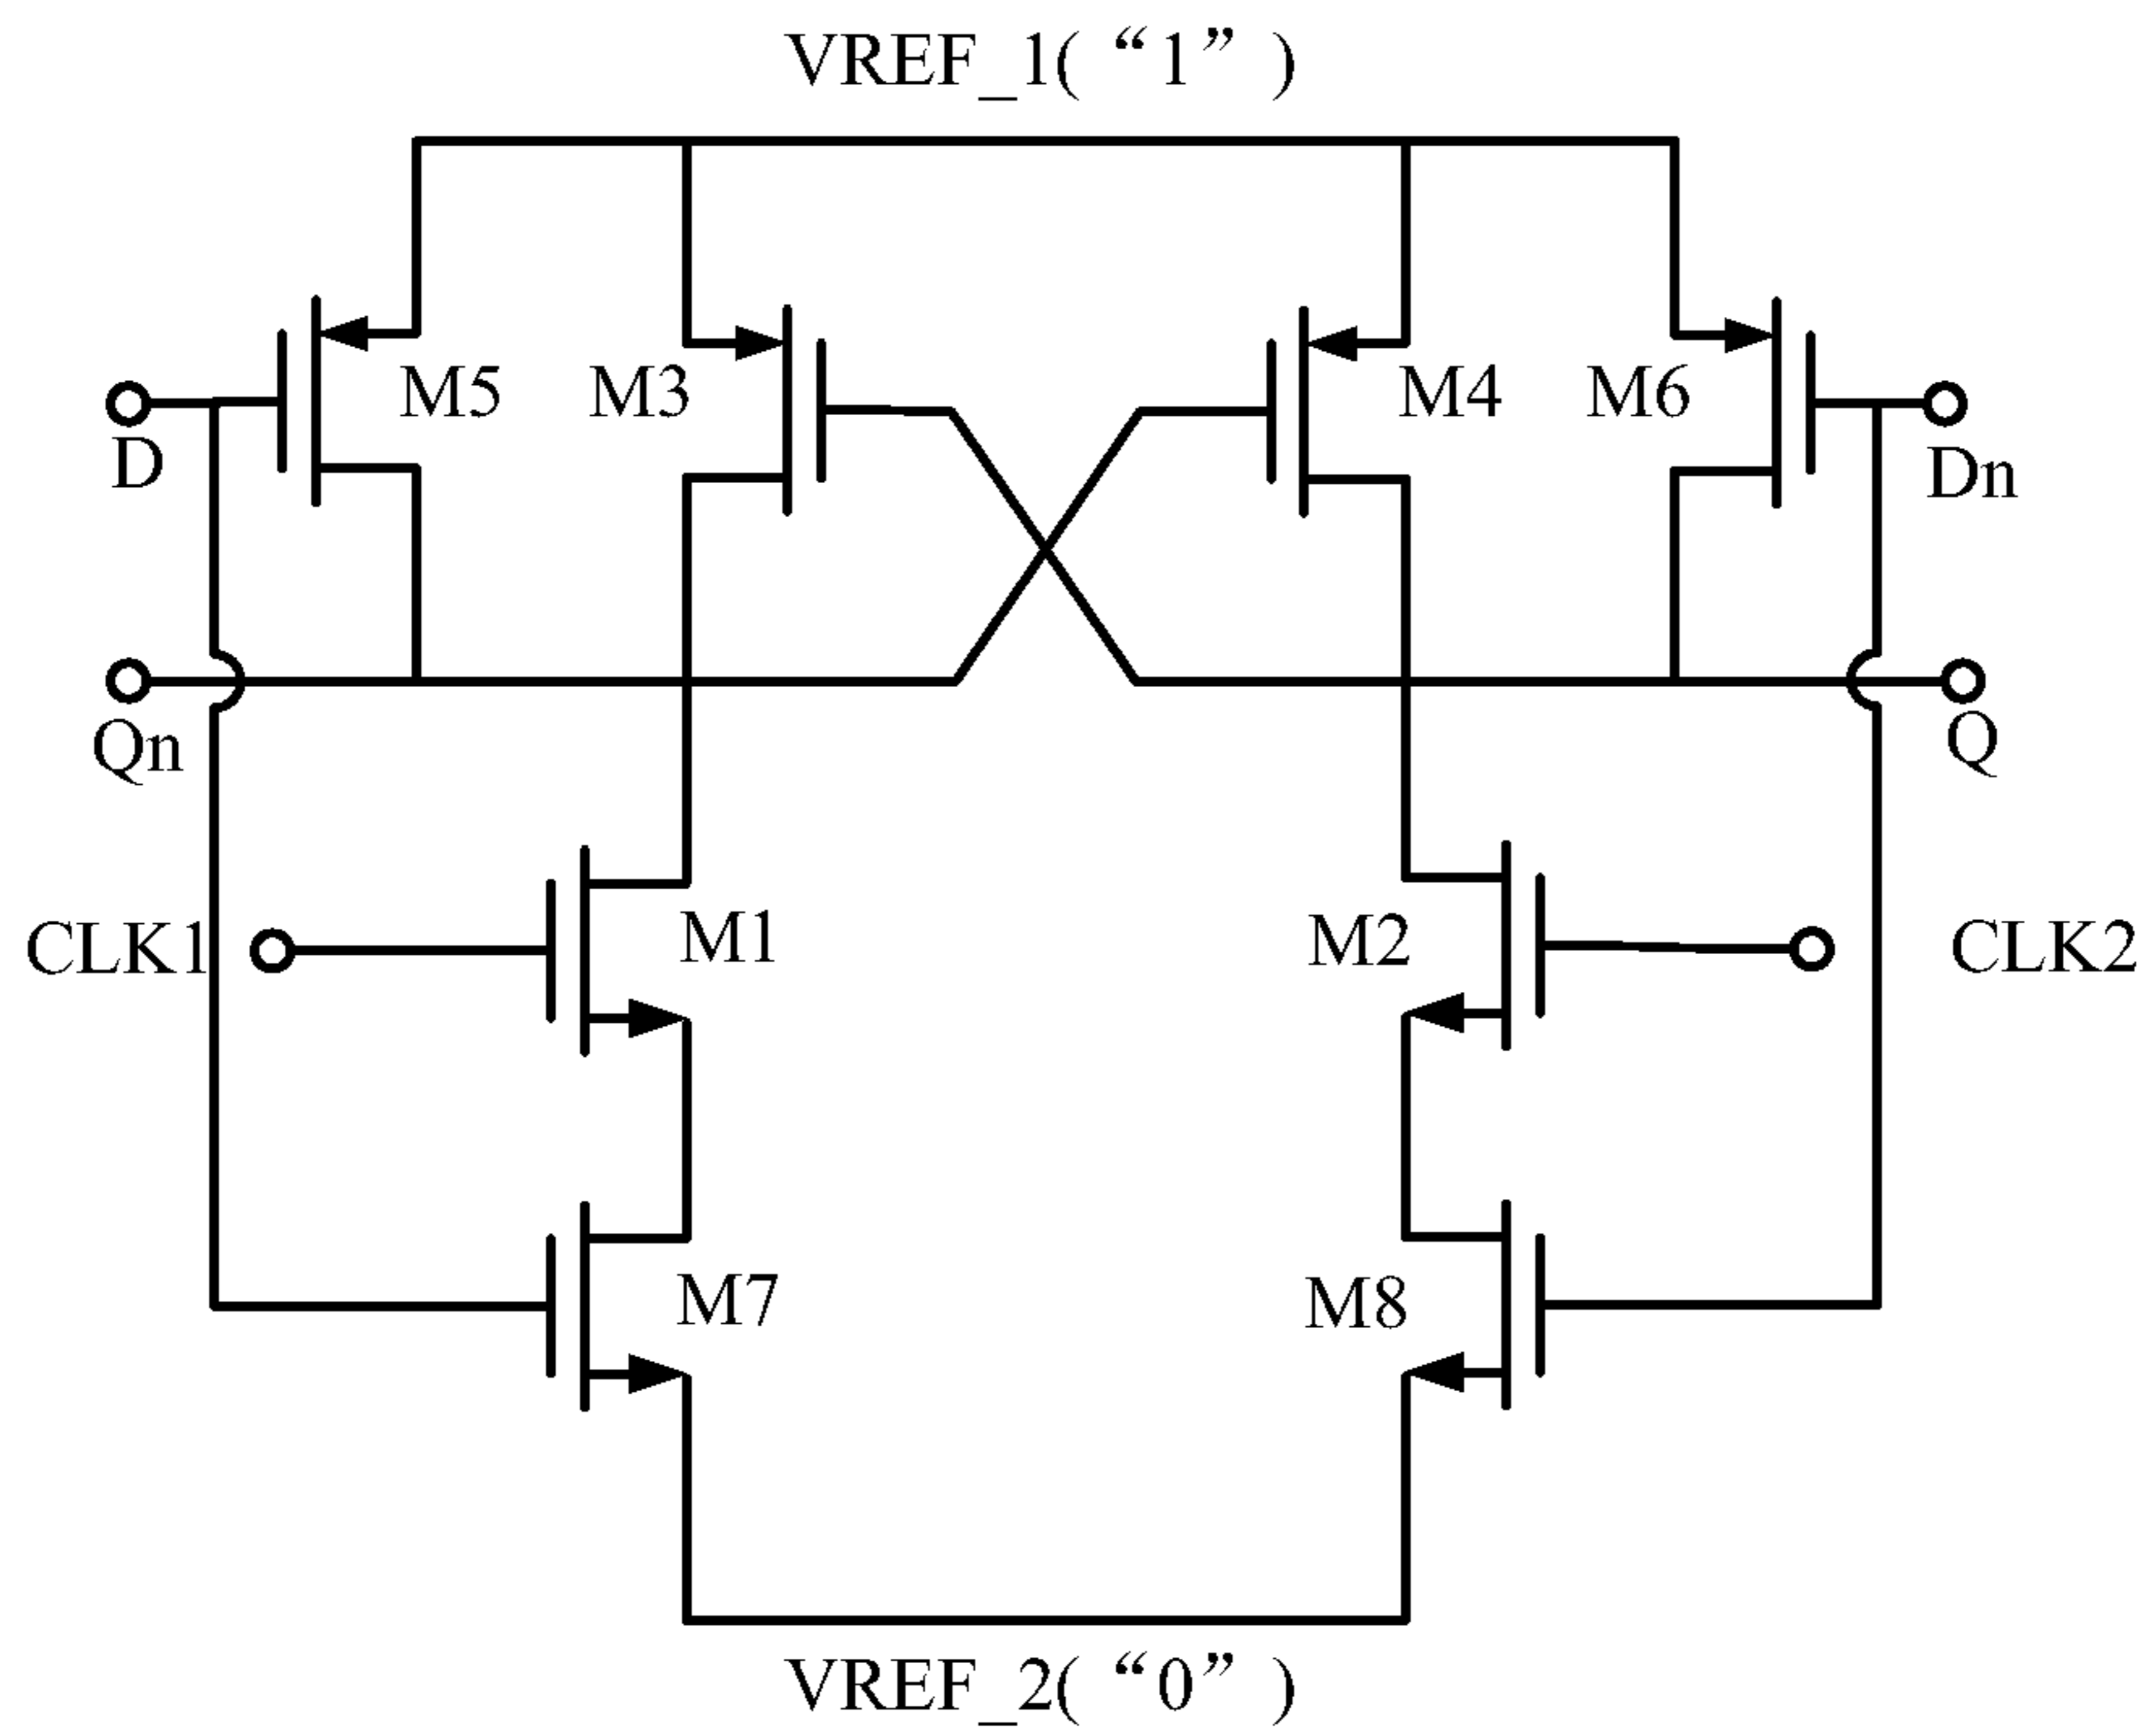 VREF_1(“1”)
M5
M3
M4
M6
D
Dn
Qn
Q
CLK1
M1
M2
CLK2
M7
M8
VREF_2(“0”)